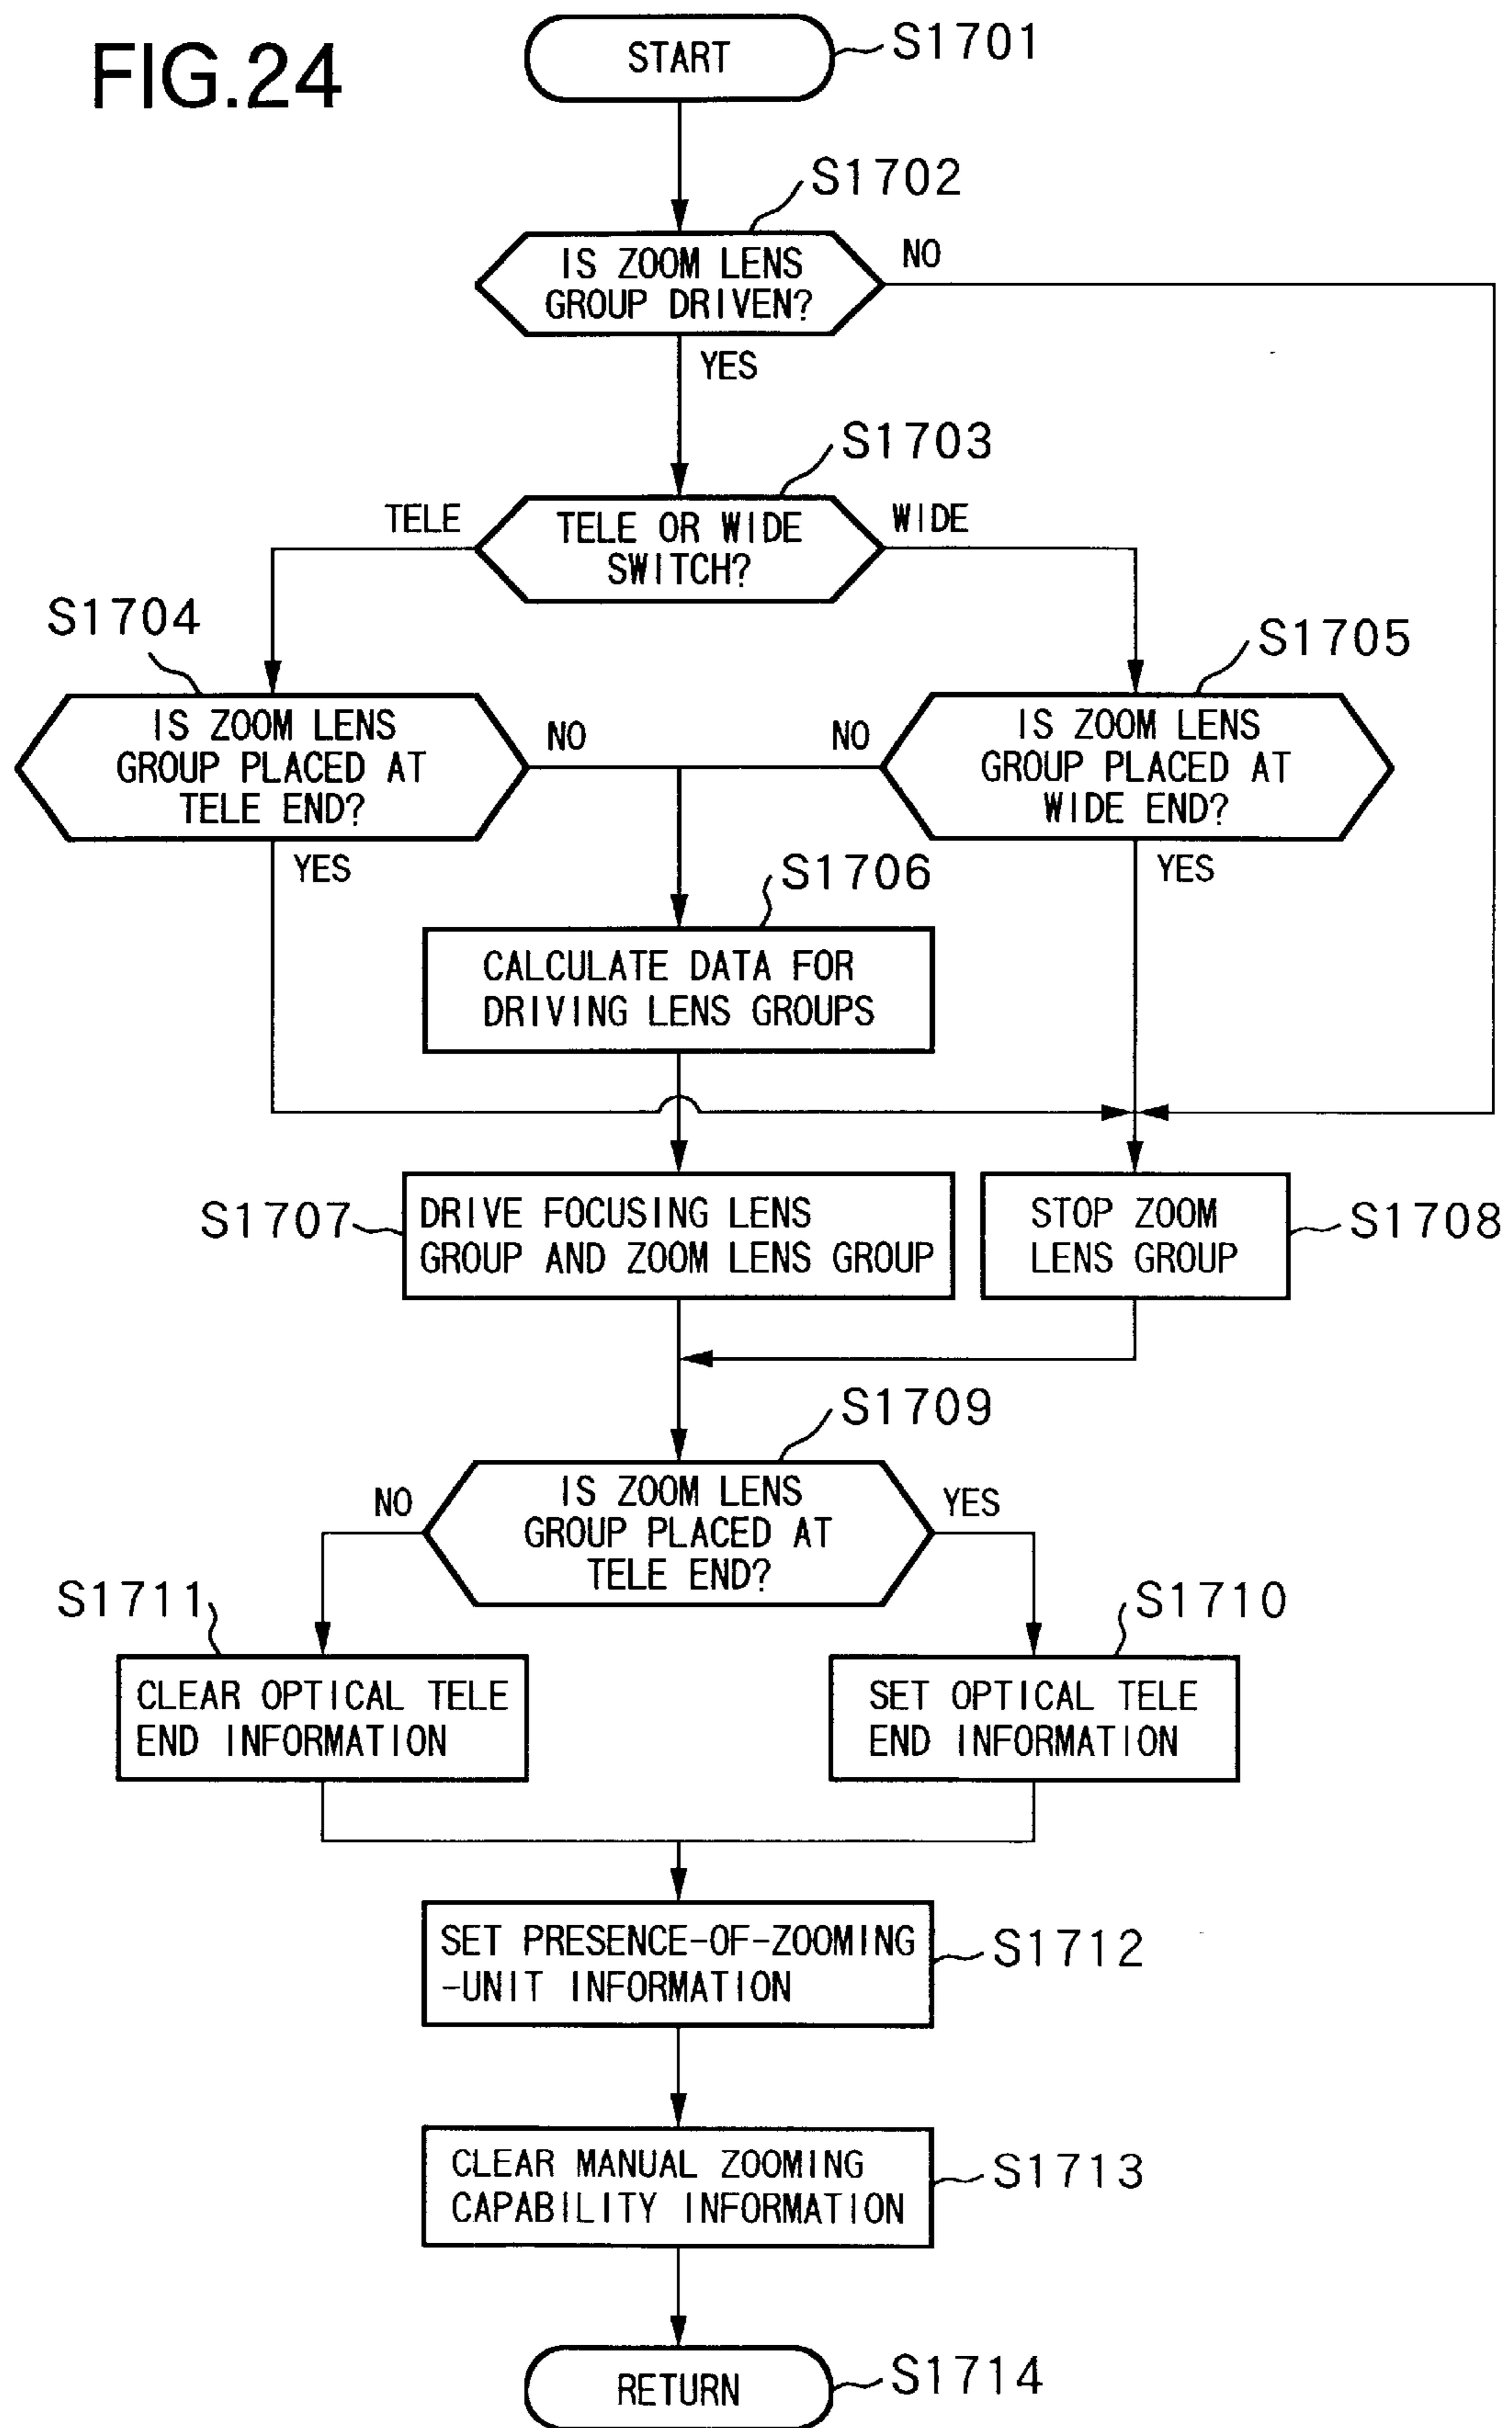 FIG.24
START
S1701
S1702
IS ZOOM LENS
GROUP DRIVEN?
NO
YES
S1703
TELE
TELE OR WIDE
SWITCH?
WIDE
S1704
S1705
IS ZOOM LENS
GROUP PLACED AT
TELE END?
NO
NO
IS ZOOM LENS
GROUP PLACED AT
WIDE END?
YES
YES
S1706
CALCULATE DATA FOR
DRIVING LENS GROUPS
S1707
DRIVE FOCUSING LENS
GROUP AND ZOOM LENS GROUP
STOP ZOOM
LENS GROUP
S1708
S1709
NO
IS ZOOM LENS
GROUP PLACED AT
TELE END?
YES
S1711
S1710
CLEAR OPTICAL TELE
END INFORMATION
SET OPTICAL TELE
END INFORMATION
SET PRESENCE-OF-ZOOMING
-UNIT INFORMATION
S1712
CLEAR MANUAL ZOOMING
CAPABILITY INFORMATION
S1713
RETURN
S1714